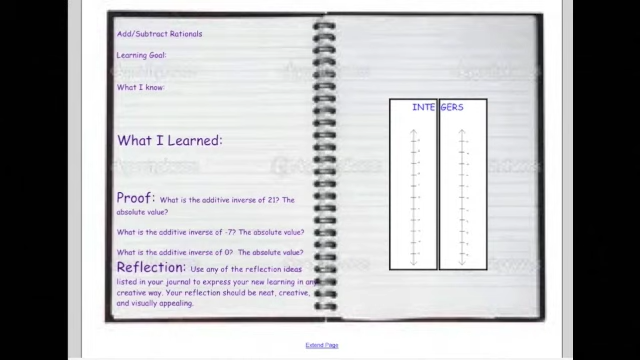 Add/Subtract Rationals
Learning Goal:
What I know:
What I Learned:
Proof: What is the additive inverse of 21? The
absolute value?
What is the additive inverse of -7? The absolute value?
What is the additive inverse of 0? The absolute value?
Reflection: Use any of the reflection ideas
listed in your journal to express your new learning in any
creative way. Your reflection should be neat, creative,
and visually appealing.
INTEGERS
Extend Page